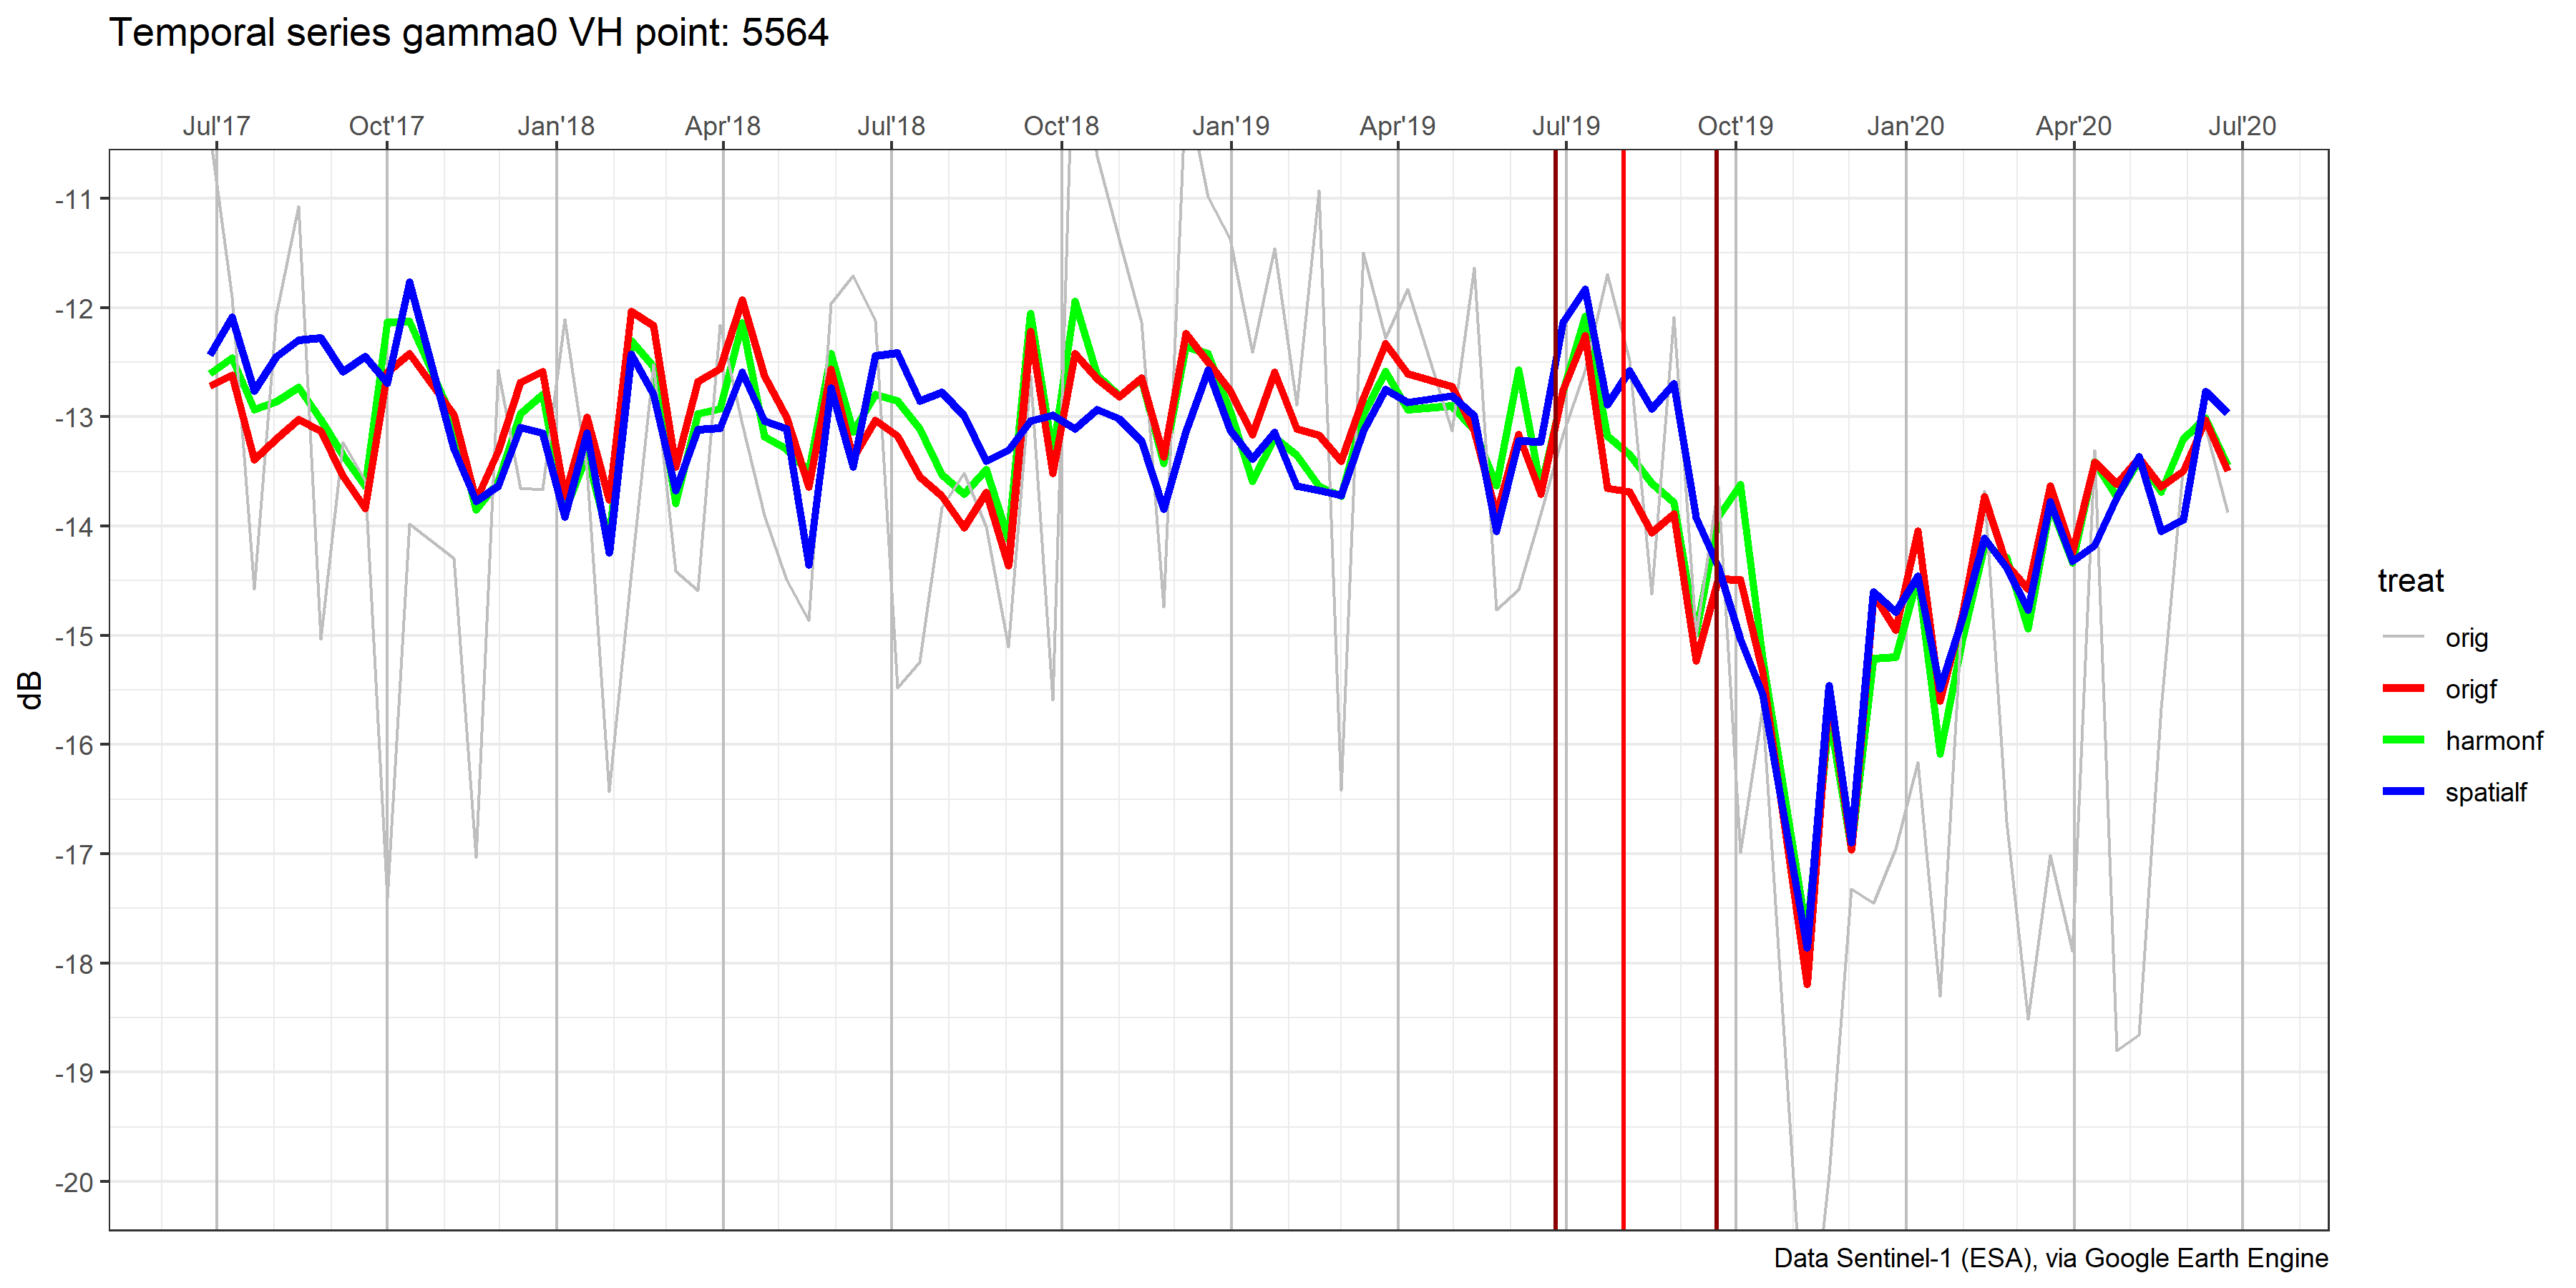 Temporal series gamma0 VH point: 5564
Jul'17 Oct'17 Jan'18 Apr'18 Jul'18 Oct'18 Jan'19 Apr'19 Jul'19 Oct'19 Jan'20 Apr'20 Jul'20
-11
-12
-13
-14
-15
-16
-17
-18
-19
-20
dB
treat
orig
origf
harmonf
spatialf
Data Sentinel-1 (ESA), via Google Earth Engine